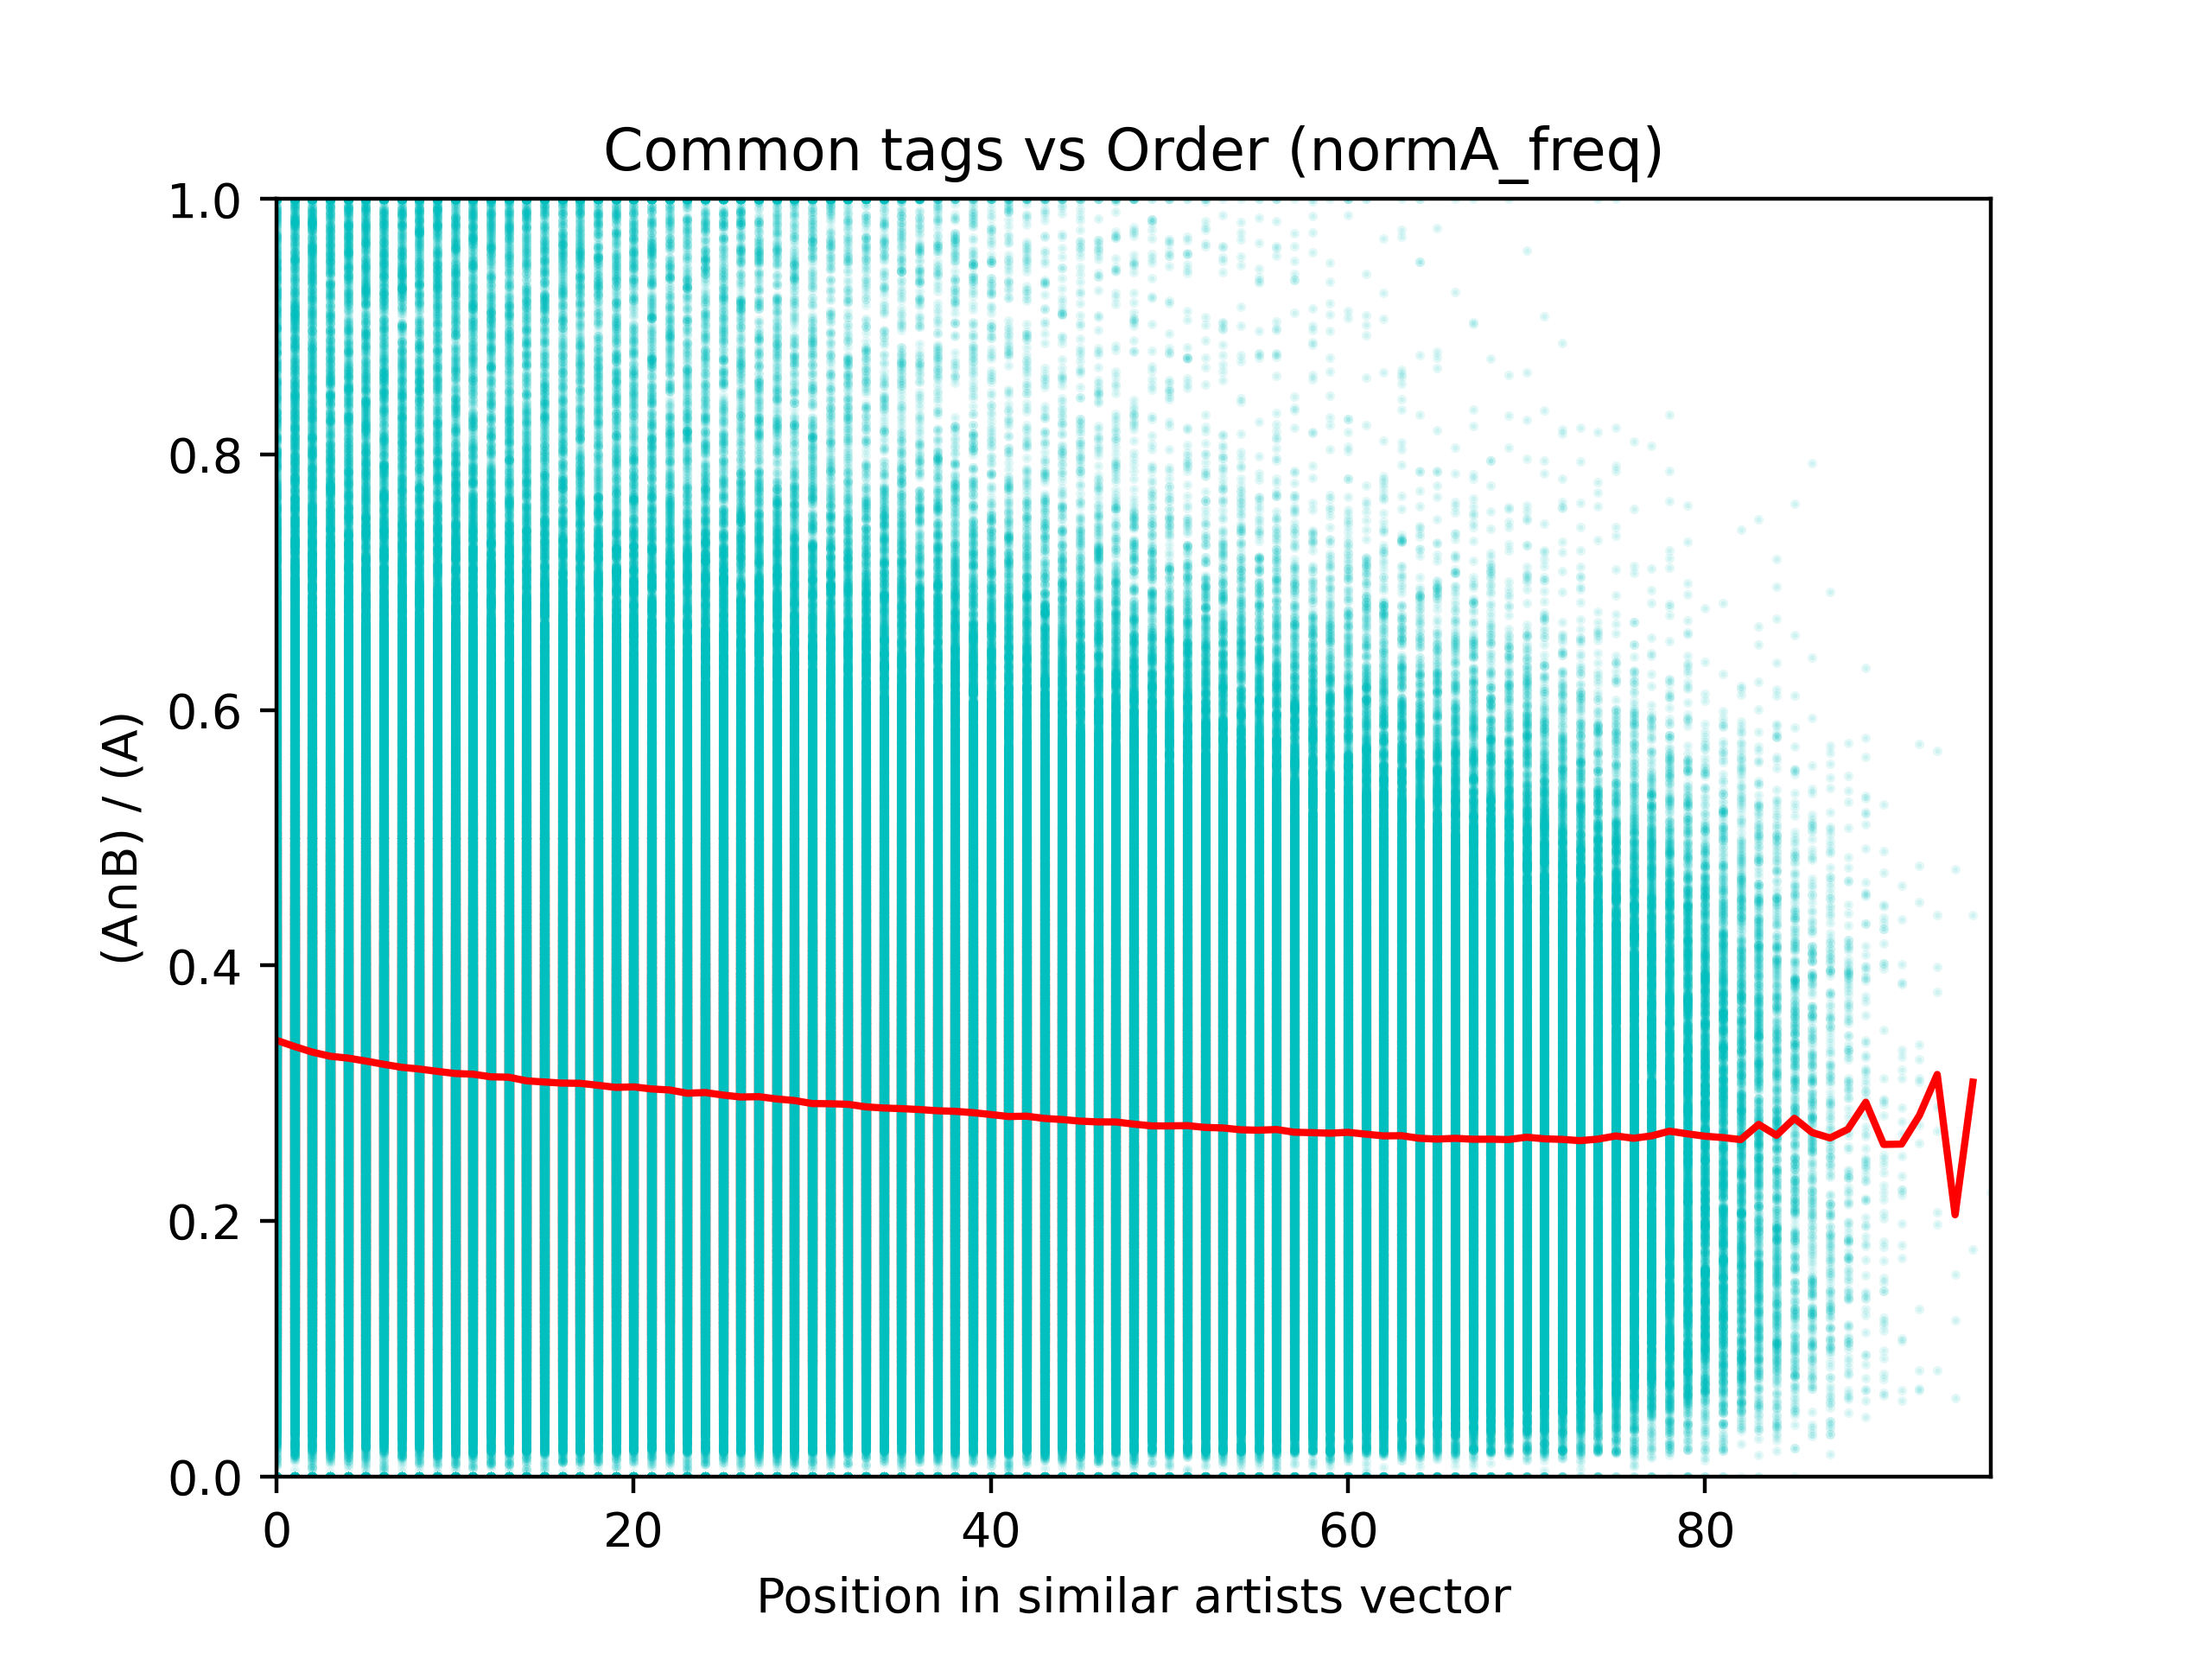 Common tags vs Order (normA_freq)
1.0
0.8
0.6
0.4
0.2
0.0
(A∩B) / (A)
0 20 40 60 80
Position in similar artists vector